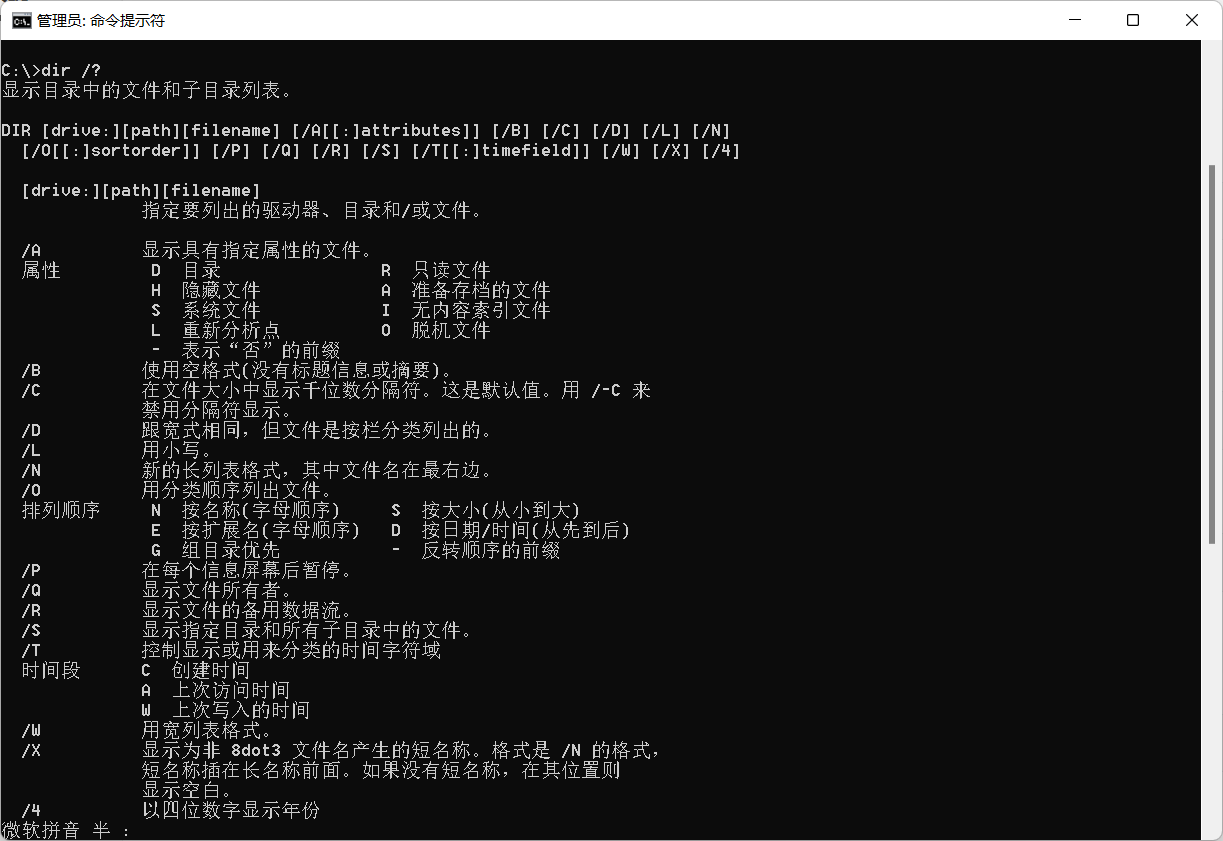 管理员: 命令提示符
C:\>dir /?
显示目录中的文件和子目录列表。
DIR [drive:][path][filename] [/A[[:]attributes]] [/B] [/C] [/D] [/L] [/N]
[/O[[:]sortorder]] [/P] [/Q] [/R] [/S] [/T[[:]timefield]] [/W] [/X] [/4]
[drive:][path][filename]
指定要列出的驱动器、目录和/或文件。
/A 显示具有指定属性的文件。
属性 D 目录 R 只读文件
H 隐藏文件 A 准备存档的文件
S 系统文件 I 无内容索引文件
L 重新分析点 O 脱机文件
- 表示“否”的前缀
/B 使用空格式(没有标题信息或摘要)。
/C 在文件大小中显示千位数分隔符。这是默认值。用 /-C 来
禁用分隔符显示。
/D 跟宽式相同，但文件是按栏分类列出的。
/L 用小写。
/N 新的长列表格式，其中文件名在最右边。
/O 用分类顺序列出文件。
排列顺序 N 按名称(字母顺序) S 按大小(从小到大)
E 按扩展名(字母顺序) D 按日期/时间(从先到后)
G 组目录优先 - 反转顺序的前缀
/P 在每个信息屏幕后暂停。
/Q 显示文件所有者。
/R 显示文件的备用数据流。
/S 显示指定目录和所有子目录中的文件。
/T 控制显示或用来分类的时间字符域
时间段 C 创建时间
A 上次访问时间
W 上次写入的时间
/W 用宽列表格式。
/X 显示为非 8dot3 文件名产生的短名称。格式是 /N 的格式，
短名称插在长名称前面。如果没有短名称，在其位置则
显示空白。
/4 以四位数字显示年份
微软拼音 半 :